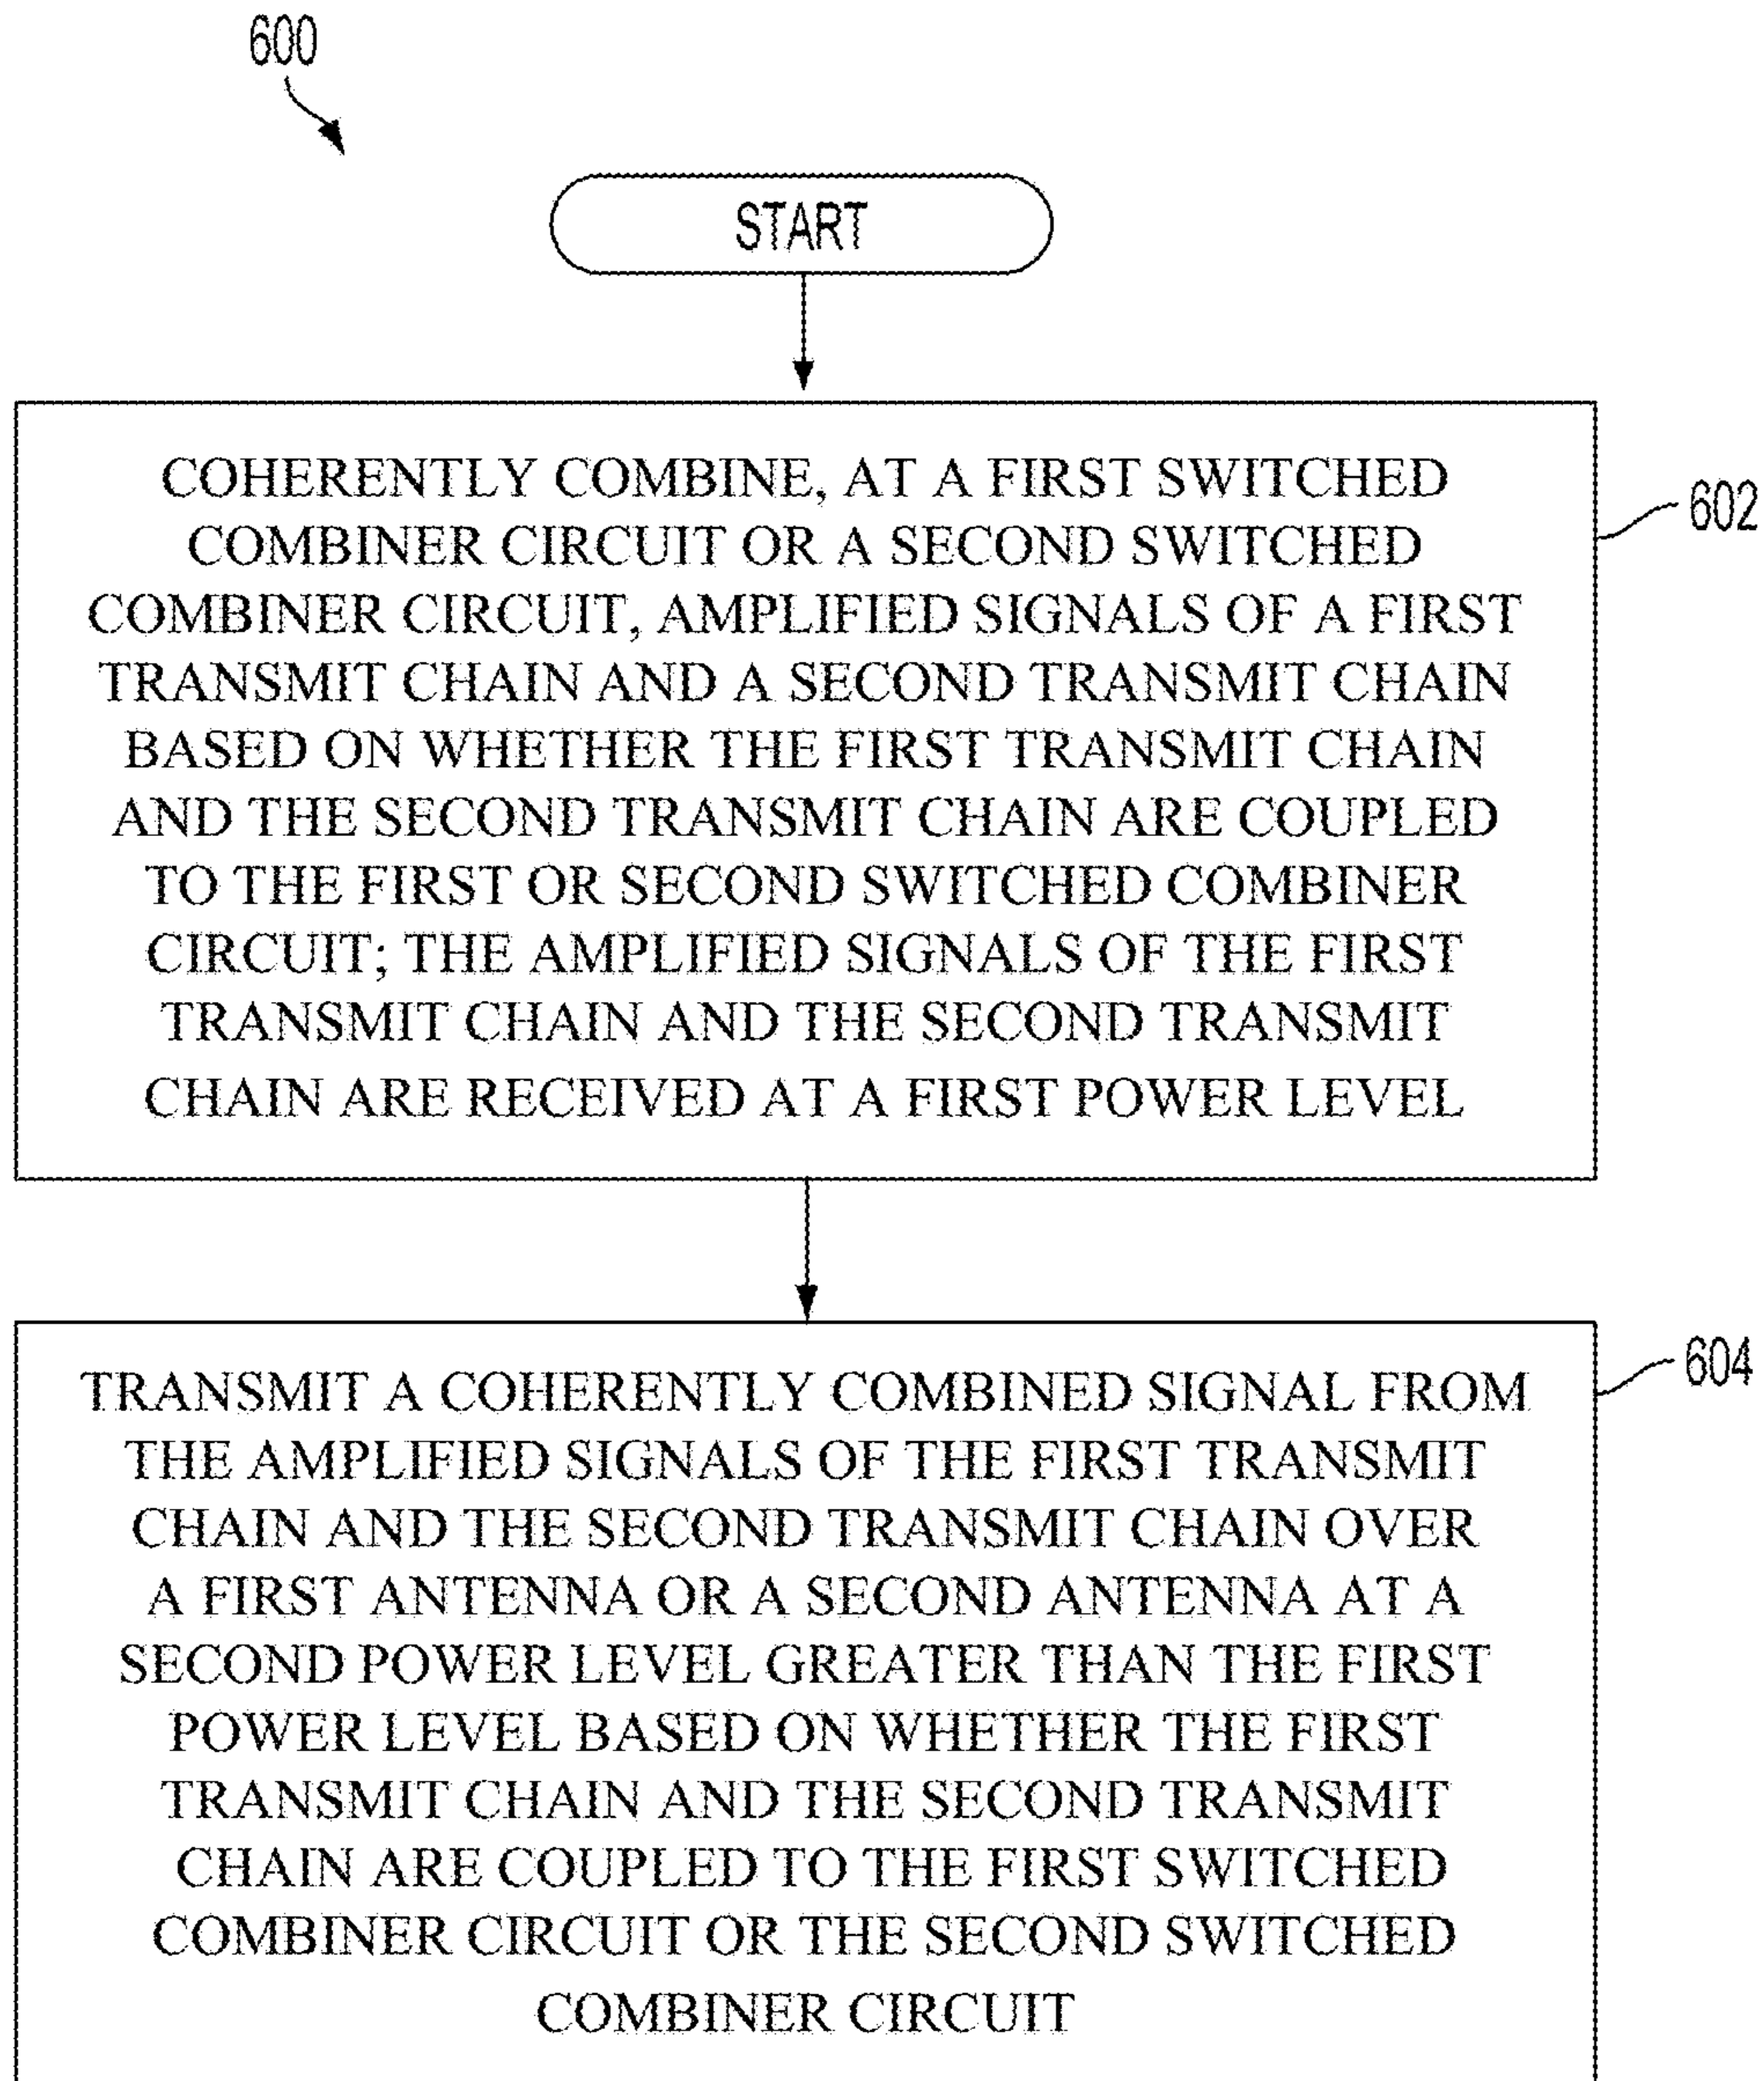 600
START
COHERENTLY COMBINE, AT A FIRST SWITCHED
COMBINER CIRCUIT OR A SECOND SWITCHED
COMBINER CIRCUIT, AMPLIFIED SIGNALS OF A FIRST
TRANSMIT CHAIN AND A SECOND TRANSMIT CHAIN
BASED ON WHETHER THE FIRST TRANSMIT CHAIN
AND THE SECOND TRANSMIT CHAIN ARE COUPLED
TO THE FIRST OR SECOND SWITCHED COMBINER
CIRCUIT; THE AMPLIFIED SIGNALS OF THE FIRST
TRANSMIT CHAIN AND THE SECOND TRANSMIT
CHAIN ARE RECEIVED AT A FIRST POWER LEVEL
602
TRANSMIT A COHERENTLY COMBINED SIGNAL FROM
THE AMPLIFIED SIGNALS OF THE FIRST TRANSMIT
CHAIN AND THE SECOND TRANSMIT CHAIN OVER
A FIRST ANTENNA OR A SECOND ANTENNA AT A
SECOND POWER LEVEL GREATER THAN THE FIRST
POWER LEVEL BASED ON WHETHER THE FIRST
TRANSMIT CHAIN AND THE SECOND TRANSMIT
CHAIN ARE COUPLED TO THE FIRST SWITCHED
COMBINER CIRCUIT OR THE SECOND SWITCHED
COMBINER CIRCUIT
604